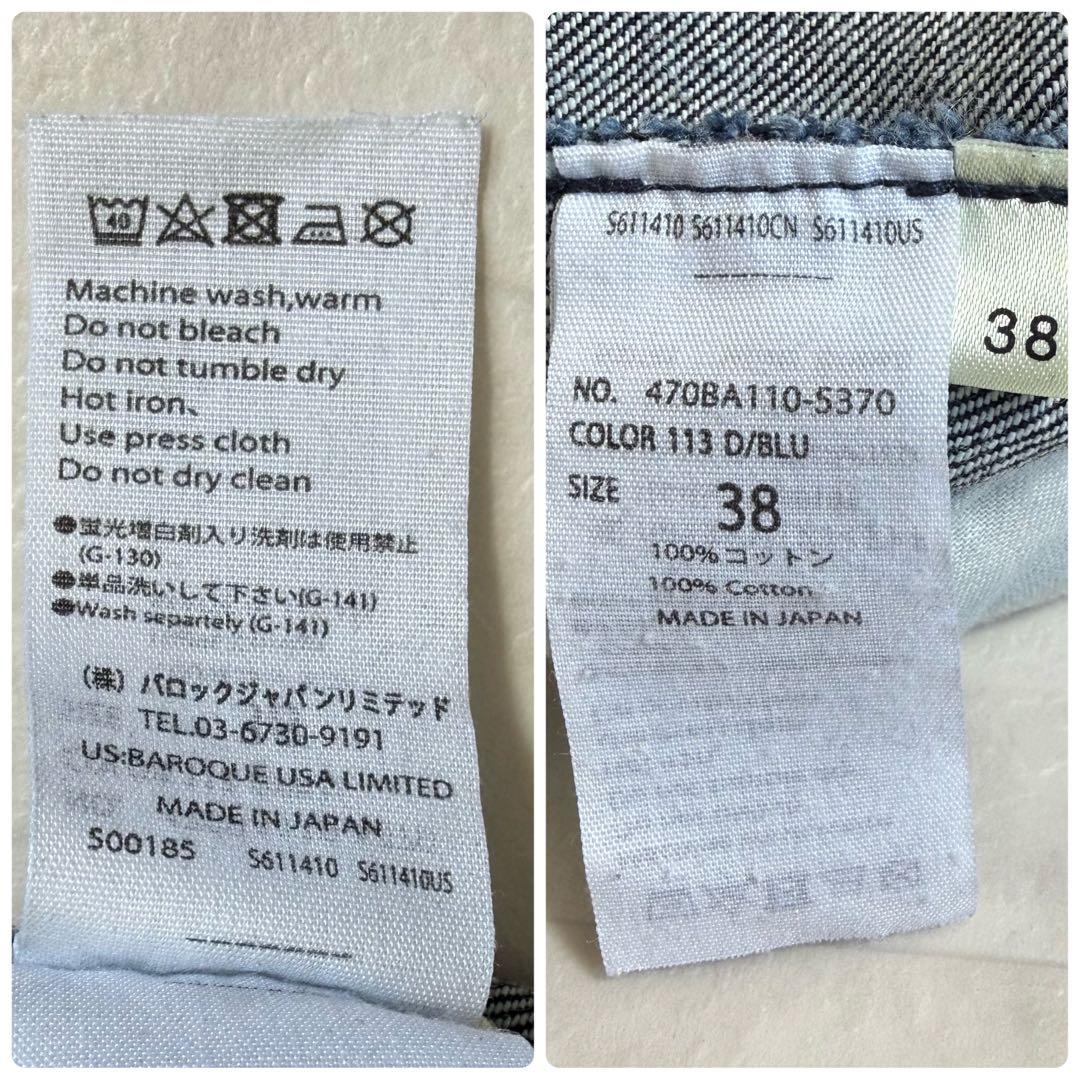 40
Machine wash,warm
Do not bleach
Do not tumble dry
Hot iron、
Use press cloth
Do not dry clean
●蛍光増白剤入り洗剤は使用禁止
(G-130)
●単品洗いして下さい(G-141)
●Wash separtely (G-141)
(株) バロックジャパンリミテッド
TEL.03-6730-9191
US:BAROQUE USA LIMITED
MADE IN JAPAN
500185 S611410 S611410US
S611410 S611410CN S611410US
NO. 470BA110-5370
COLOR 113 D/BLU
SIZE 38
100% コットン
100% Cotton
MADE IN JAPAN
38